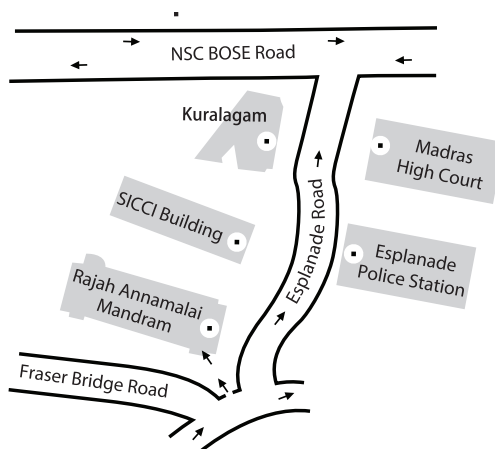 NSC BOSE Road
Kuralagam
Madras
High Court
SICCI Building
Esplanade Road
Esplanade
Police Station
Rajah Annamalai
Mandram
Fraser Bridge Road